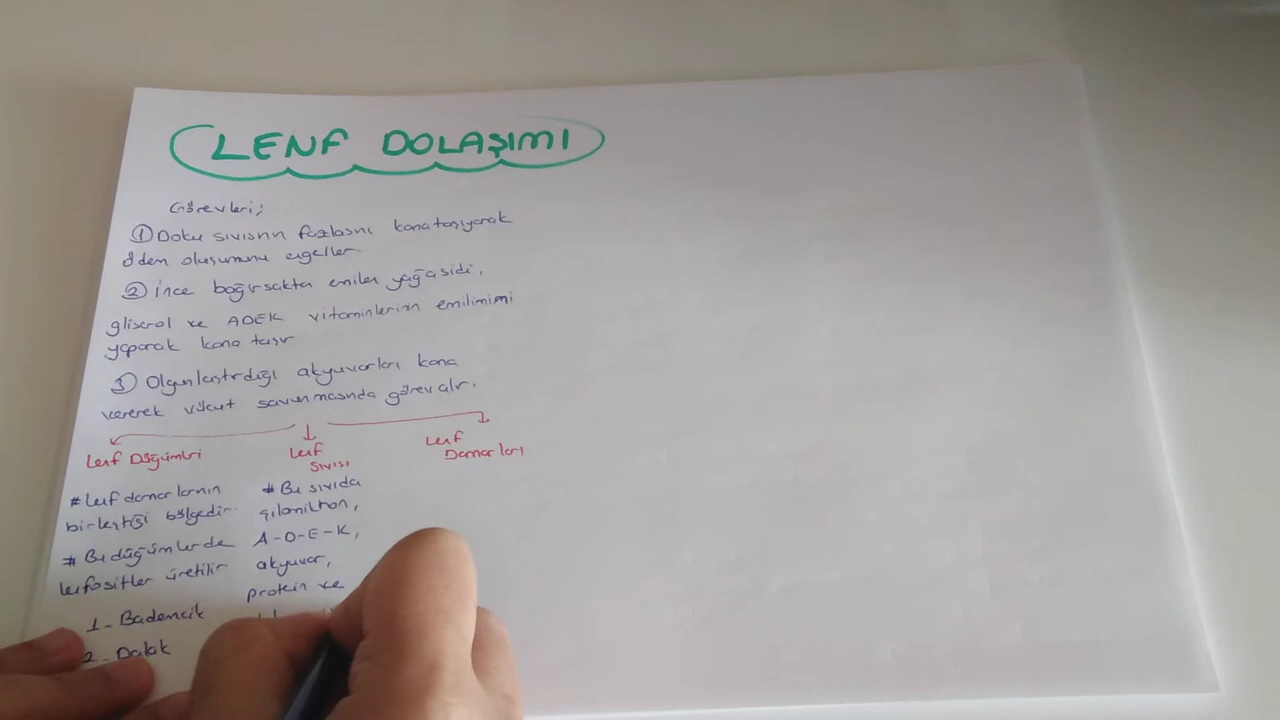 LENF DOLAŞIMI
Görevleri;
① Doku sıvısının fazlasını kana taşıyarak
ödem oluşumunu engeller.
② İnce bağırsakta emilen yağ asidi,
gliserol ve ADEK vitaminlerinin emilimini
yaparak kana taşır
③ Olgunlaştırdığı akyuvarları kana
vererek vücut savunmasında görev alır.
Lenf Düğümleri
Lenf
Sıvısı
Lenf
Damarları
# Lenf damarlarının
birleştiği bölgedir.
# Bu düğümlerde
lenfositler üretilir
1- Bademcik
2- Dalak
# Bu sıvıda
şilomikron,
A-D-E-K,
akyuvar,
protein ve